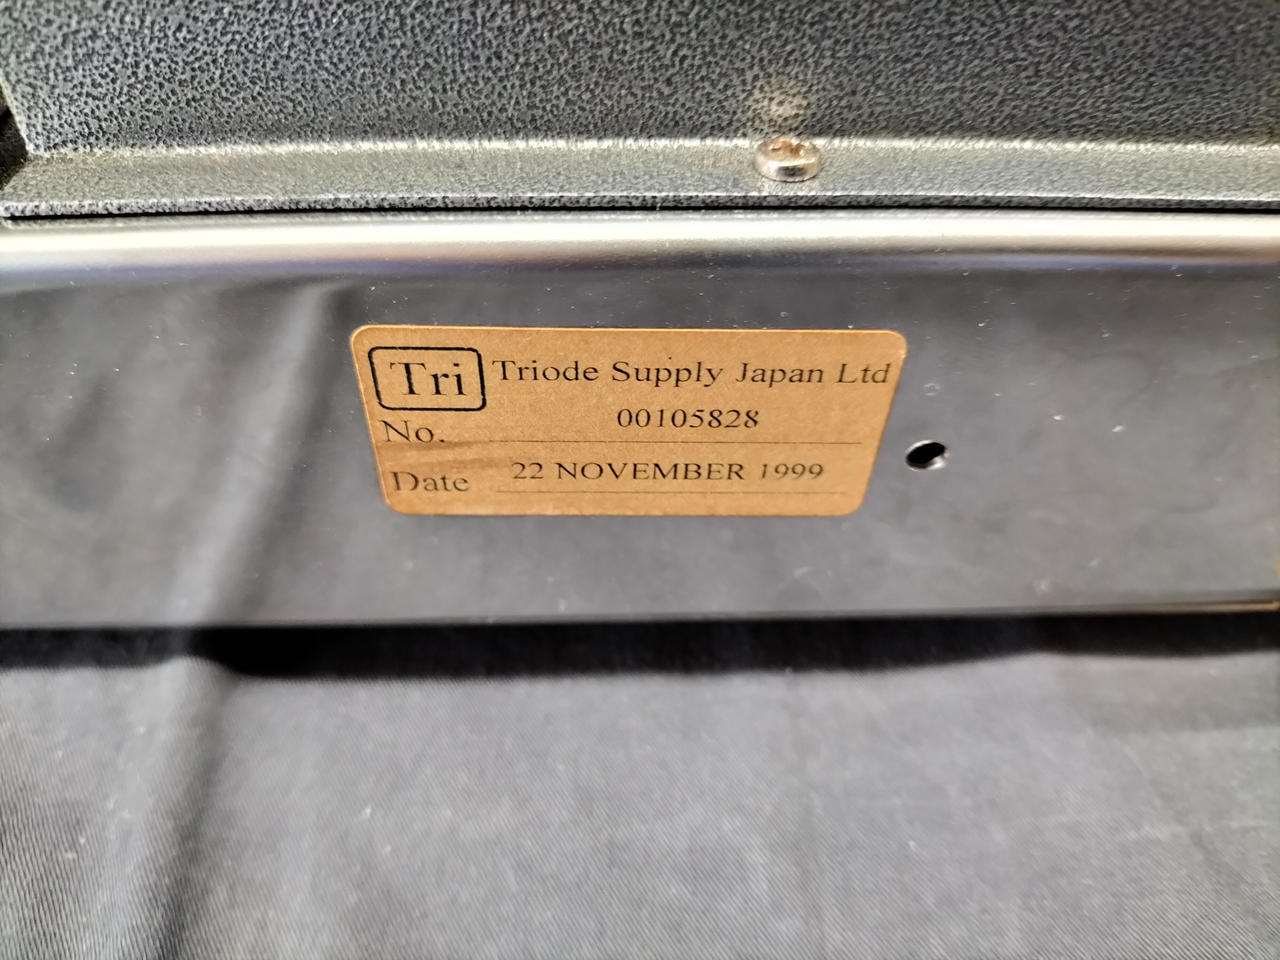 Tri Triode Supply Japan Ltd
No. 00105828
Date 22 NOVEMBER 1999